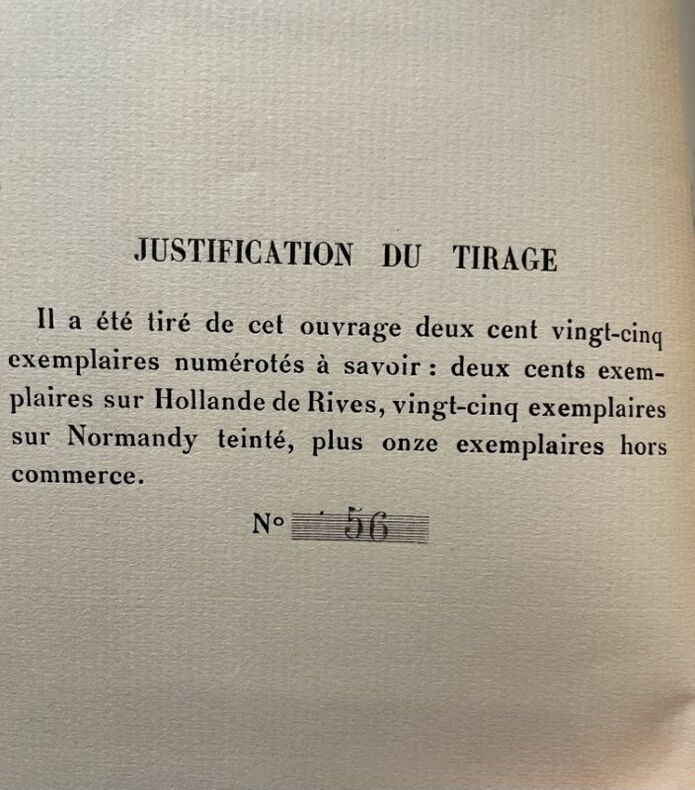 JUSTIFICATION DU TIRAGE
Il a été tiré de cet ouvrage deux cent vingt-cinq
exemplaires numérotés à savoir : deux cents exem-
plaires sur Hollande de Rives, vingt-cinq exemplaires
sur Normandy teinté, plus onze exemplaires hors
commerce.
Nº 56